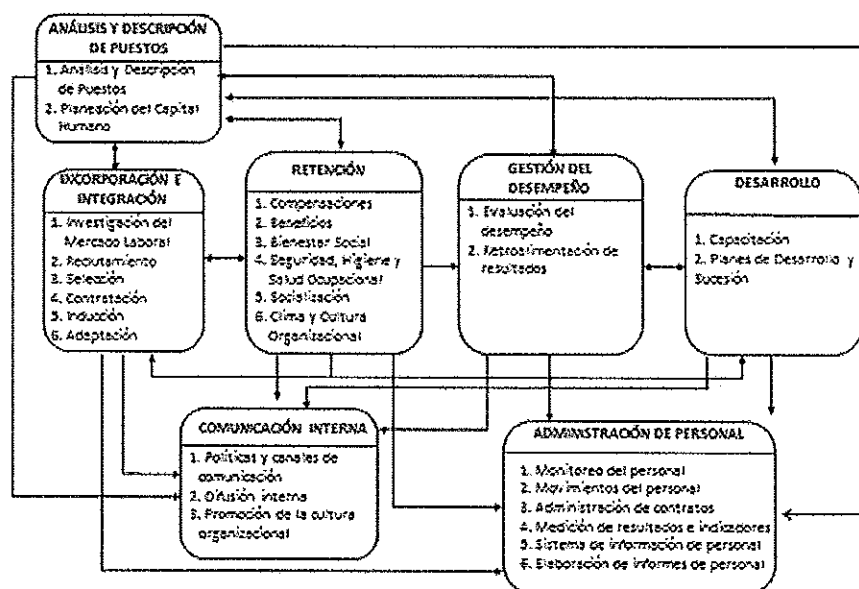 ANÁLISIS Y DESCRIPCIÓN
DE PUESTOS
1. Análisis y Descripción
de Puestos
2. Planeación del Capital
Humano
INCORPORACIÓN E
INTEGRACIÓN
1. Investigación del
Mercado Laboral
2. Reclutamiento
3. Selección
4. Contratación
5. Inducción
6. Adaptación
RETENCIÓN
1. Compensaciones
2. Beneficios
3. Bienestar Social
4. Seguridad, Higiene y
Salud Ocupacional
5. Socialización
6. Clima y Cultura
Organizacional
GESTIÓN DEL
DESEMPEÑO
1. Evaluación del
desempeño
2. Retroalimentación de
resultados
DESARROLLO
1. Capacitación
2. Planes de Desarrollo y
Sucesión
COMUNICACIÓN INTERNA
1. Políticas y canales de
comunicación
2. Difusión interna
3. Promoción de la cultura
organizacional
ADMINISTRACIÓN DE PERSONAL
1. Monitoreo del personal
2. Movimientos del personal
3. Administración de contratos
4. Medición de resultados e indicadores
5. Sistema de información de personal
6. Elaboración de informes de personal